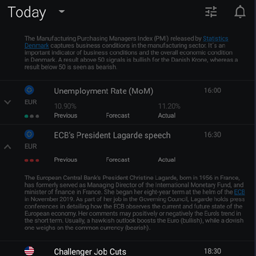 Today
The Manufacturing Purchasing Managers Index (PMI) released by Statistics
Denmark captures business conditions in the manufacturing sector. It's an
important indicator of business conditions and the overall economic condition
in Denmark. A result above 50 signals is bullish for the Danish Krone, whereas a
result below 50 is seen as bearish.
Unemployment Rate (MoM) 16:00
EUR 10.90% 11.20%
Previous Forecast Actual
ECB's President Lagarde speech 16:30
EUR
Previous Forecast Actual
The European Central Bank's President Christine Lagarde, born in 1956 in France,
has formerly served as Managing Director of the International Monetary Fund, and
minister of finance in France. She began her eight-year term at the helm of the ECB
in November 2019. As part of her job in the Governing Council, Lagarde holds press
conferences in detailing how the ECB observes the current and future state of the
European economy. Her comments may positively or negatively the Euro's trend in
the short term. Usually, a hawkish outlook boosts the Euro (bullish), while a dovish
one weighs on the common currency (bearish).
Challenger Job Cuts 18:30